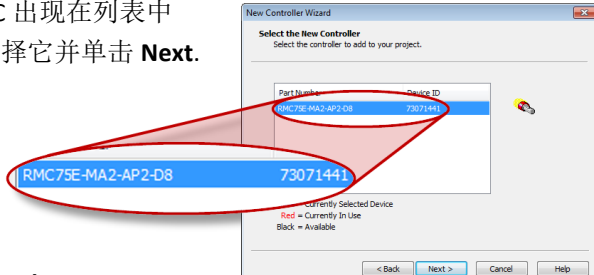 出现在列表中
择它并单击 Next.
New Controller Wizard
Select the New Controller
Select the controller to add to your project.
Part Numbe Device ID
RMC75E-MA2-AP2-D8 73071441
RMC75E-MA2-AP2-D8 73071441
= Currently Selected Device
Red = Currently In Use
Black = Available
< Back Next > Cancel Help